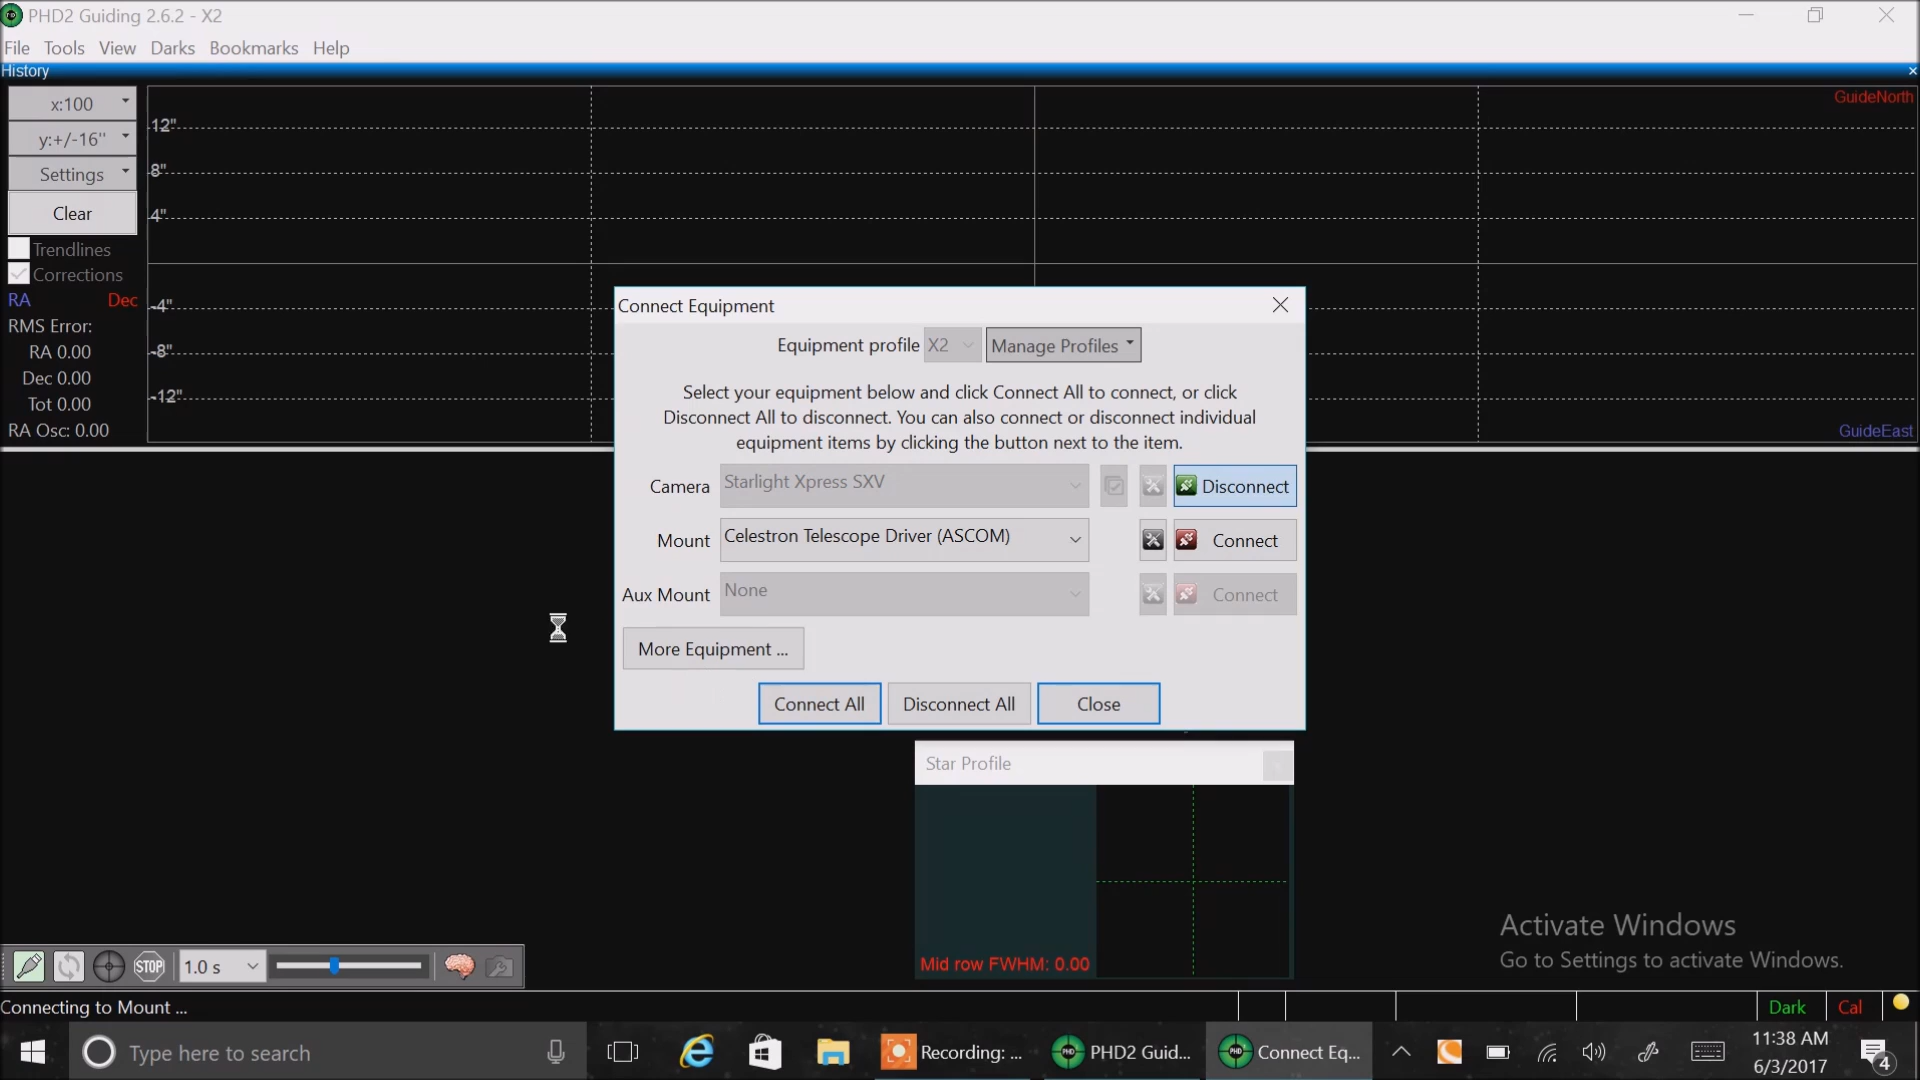 PHD2 Guiding 2.6.2 - X2
File Tools View Darks Bookmarks Help
History
x:100
y:+/-16"
Settings
Clear
Trendlines
Corrections
RA Dec
RMS Error:
RA 0.00
Dec 0.00
Tot 0.00
RA Osc: 0.00
12"
8"
4"
-4"
-8"
-12"
GuideNorth
GuideEast
Connect Equipment
Equipment profile X2 Manage Profiles
Select your equipment below and click Connect All to connect, or click
Disconnect All to disconnect. You can also connect or disconnect individual
equipment items by clicking the button next to the item.
Camera Starlight Xpress SXV Disconnect
Mount Celestron Telescope Driver (ASCOM) Connect
Aux Mount None Connect
More Equipment ...
Connect All Disconnect All Close
Star Profile
Mid row FWHM: 0.00
Activate Windows
Go to Settings to activate Windows.
STOP 1.0 s
Connecting to Mount ...
Dark Cal
Type here to search
Recording: ...
PHD2 Guid...
Connect Eq...
11:38 AM
6/3/2017
4